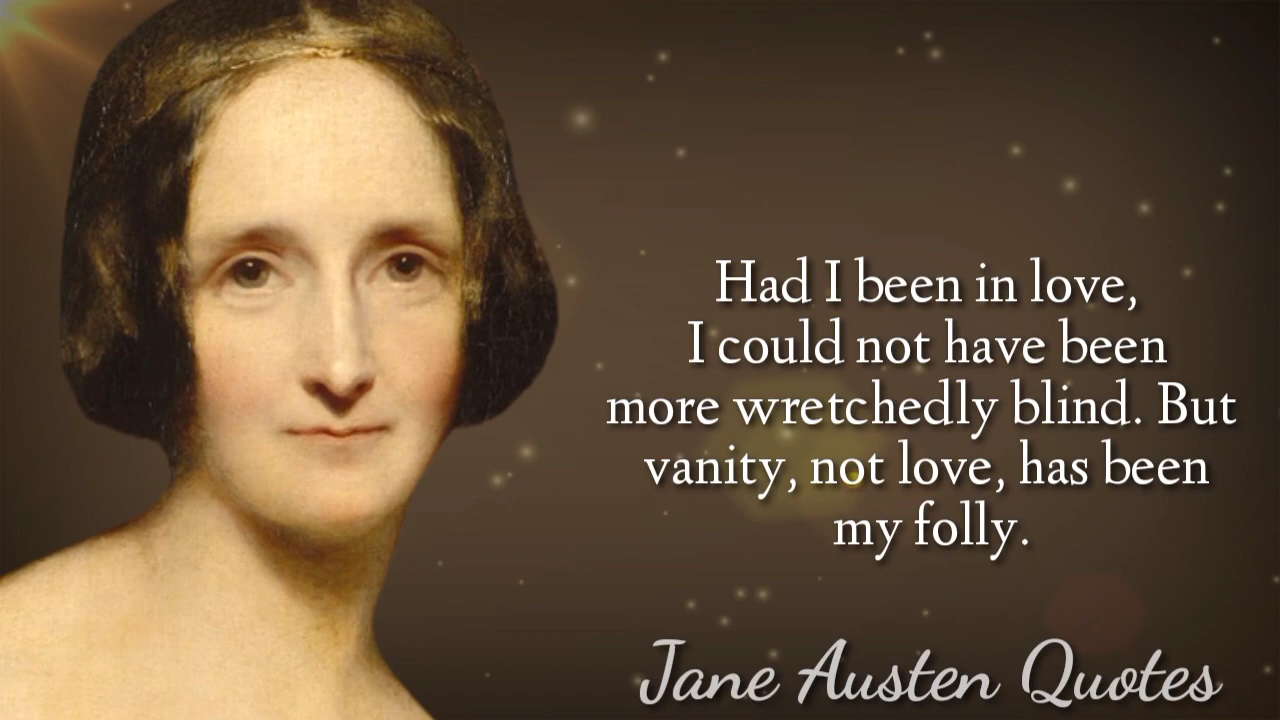 Had I been in love,
I could not have been
more wretchedly blind. But
vanity, not love, has been
my folly.
Jane Austen Quotes